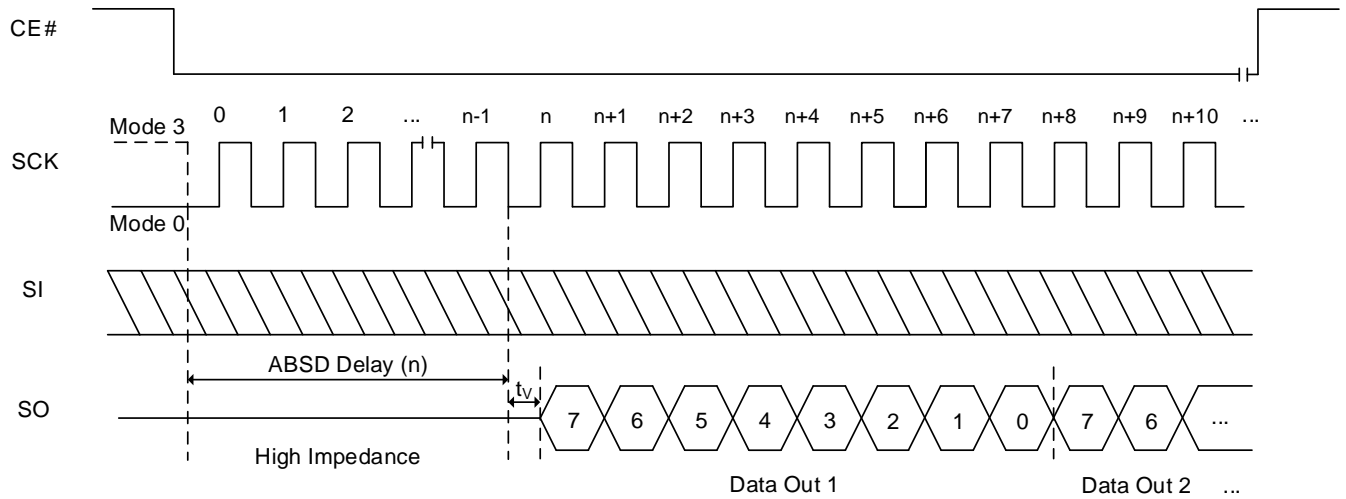 CE#
0 1 2 ... n-1 n n+1 n+2 n+3 n+4 n+5 n+6 n+7 n+8 n+9 n+10 ...
Mode 3
SCK
Mode 0
SI
ABSD Delay (n)
tV
SO
7 6 5 4 3 2 1 0 7 6 ...
High Impedance
Data Out 1 Data Out 2 ...